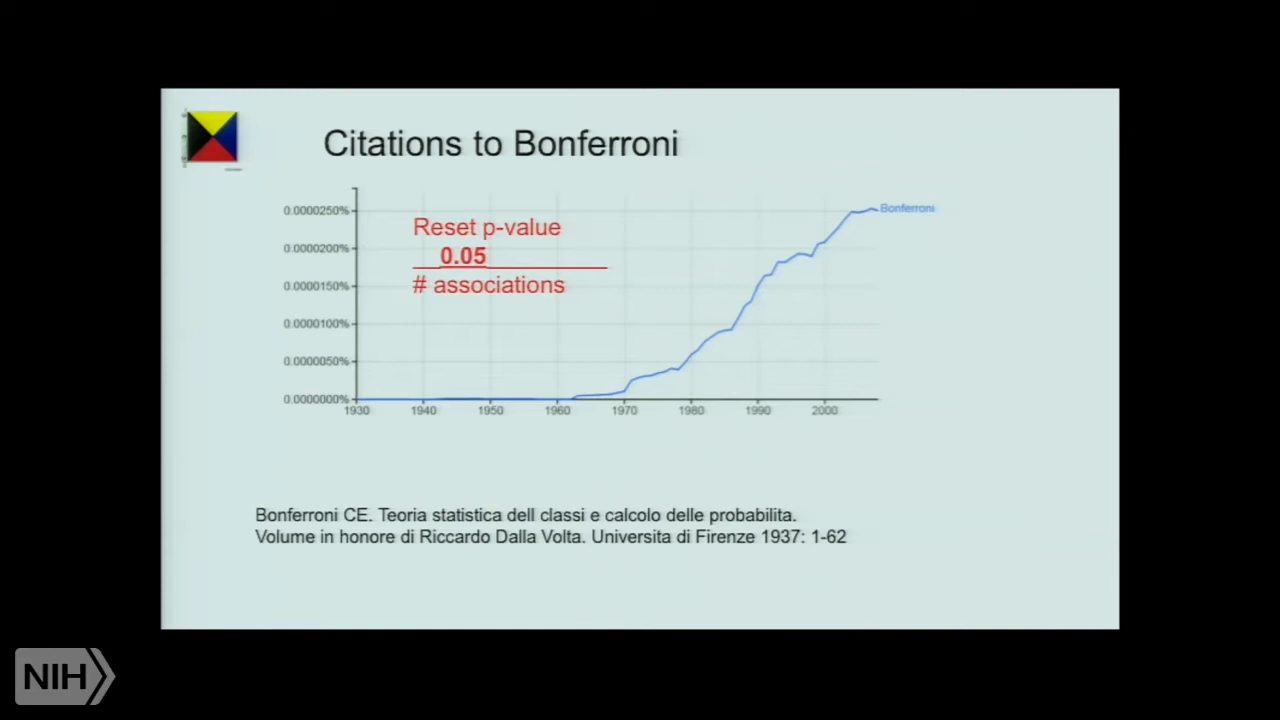 Citations to Bonferroni
0.0000250%
0.0000200%
0.0000150%
0.0000100%
0.0000050%
0.0000000%
Reset p-value
0.05
# associations
Bonferroni
1930 1940 1950 1960 1970 1980 1990 2000
Bonferroni CE. Teoria statistica dell classi e calcolo delle probabilita.
Volume in honore di Riccardo Dalla Volta. Universita di Firenze 1937: 1-62
NIH